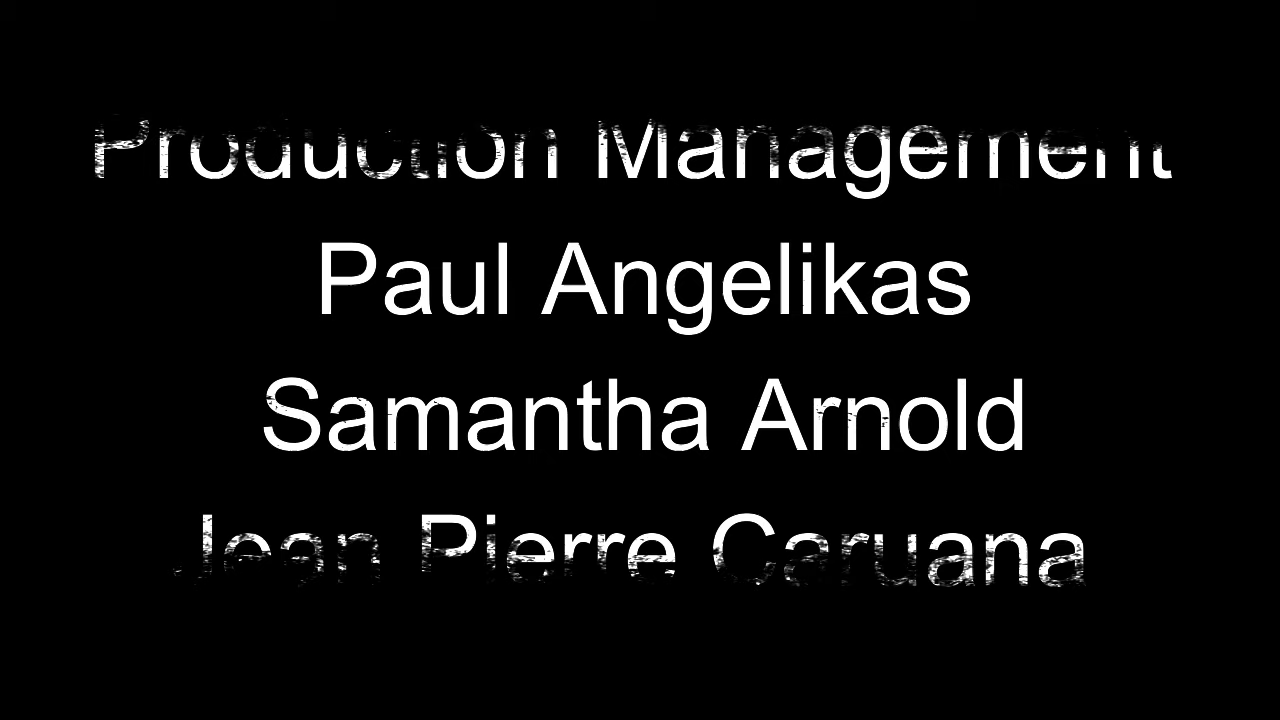 Production Management
Paul Angelikas
Samantha Arnold
Jean Pierre Caruana